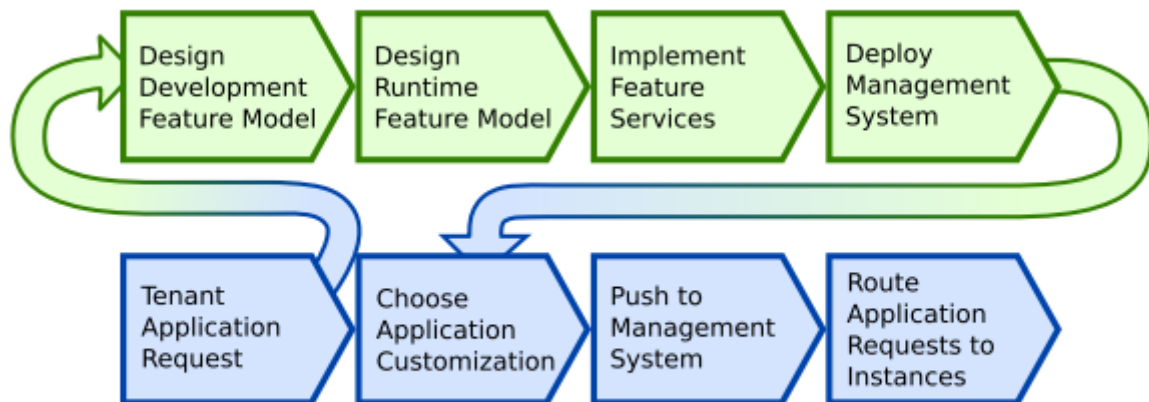 Design
Development
Feature Model
Design
Runtime
Feature Model
Implement
Feature
Services
Deploy
Management
System
Tenant
Application
Request
Choose
Application
Customization
Push to
Management
System
Route
Application
Requests to
Instances